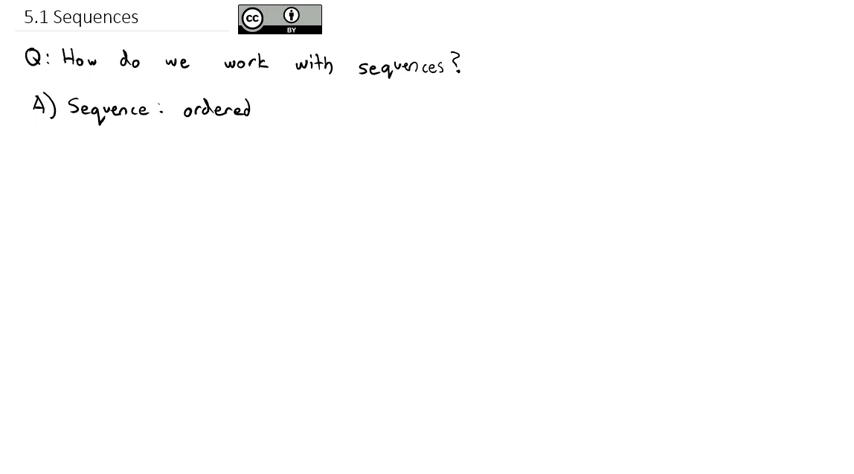 5.1 Sequences
cc BY
Q: How do we work with sequences?
A) Sequence: ordered